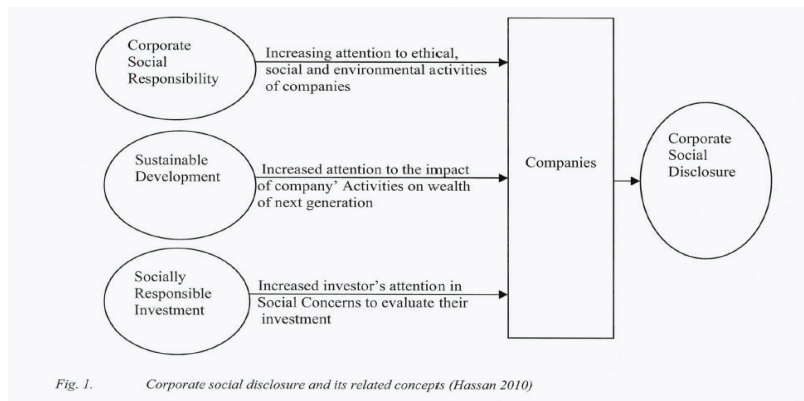 Corporate
Social
Responsibility
Increasing attention to ethical,
social and environmental activities
of companies
Sustainable
Development
Increased attention to the impact
of company' Activities on wealth
of next generation
Socially
Responsible
Investment
Increased investor's attention in
Social Concerns to evaluate their
investment
Companies
Corporate
Social
Disclosure
Fig. 1. Corporate social disclosure and its related concepts (Hassan 2010)